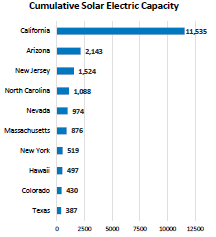 Cumulative Solar Electric Capacity
California 11,535
Arizona 2,143
New Jersey 1,524
North Carolina 1,088
Nevada 974
Massachusetts 876
New York 519
Hawaii 497
Colorado 430
Texas 387
0 2500 5000 7500 10000 12500